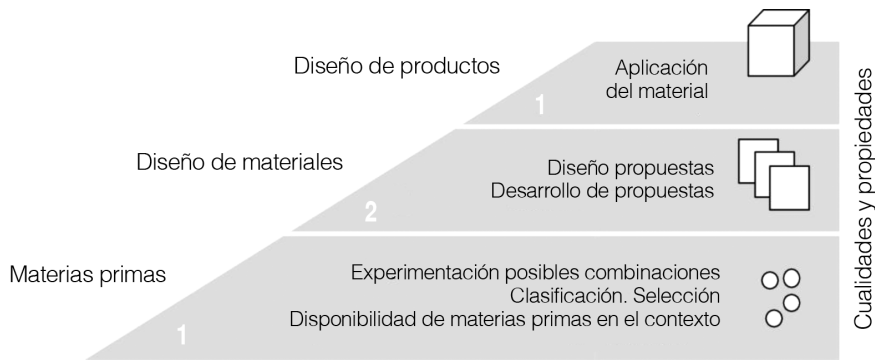 Diseño de productos
Aplicación
del material
1
Diseño de materiales
Diseño propuestas
Desarrollo de propuestas
2
Materias primas
Experimentación posibles combinaciones
Clasificación. Selección
Disponibilidad de materias primas en el contexto
1
Cualidades y propiedades